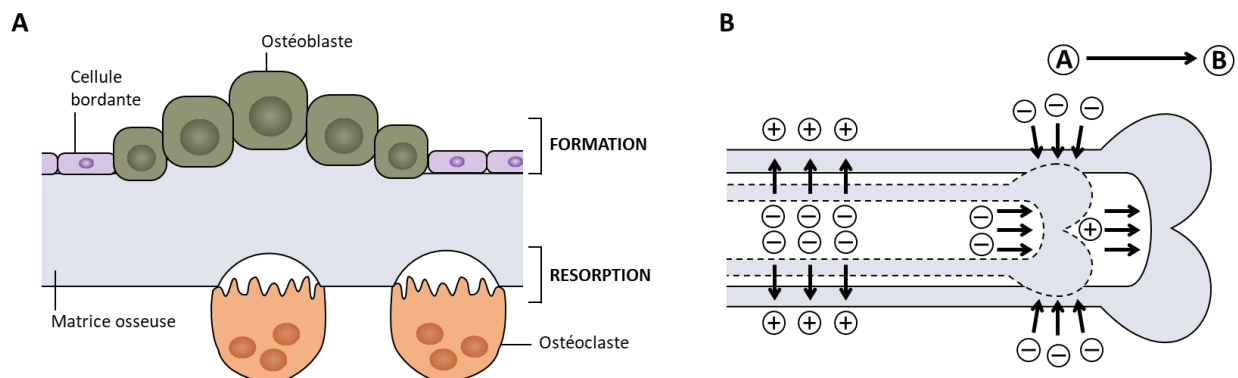 A
Ostéoblaste
Cellule
bordante
FORMATION
RESORPTION
Matrice osseuse
Ostéoclaste
B
A B
− − −
+ + +
− − −
− − −
− +
−
+ + +
− − −